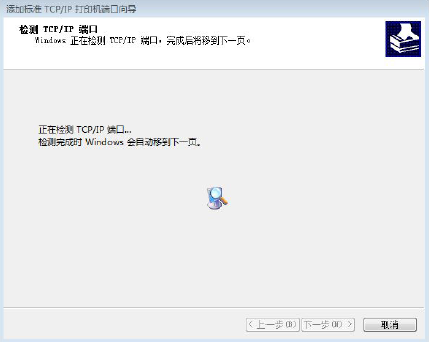 添加标准 TCP/IP 打印机端口向导
检测 TCP/IP 端口
Windows 正在检测 TCP/IP 端口，完成后将移到下一页。
正在检测 TCP/IP 端口...
检测完成时 Windows 会自动移到下一页。
< 上一步(B) 下一步(N) > 取消